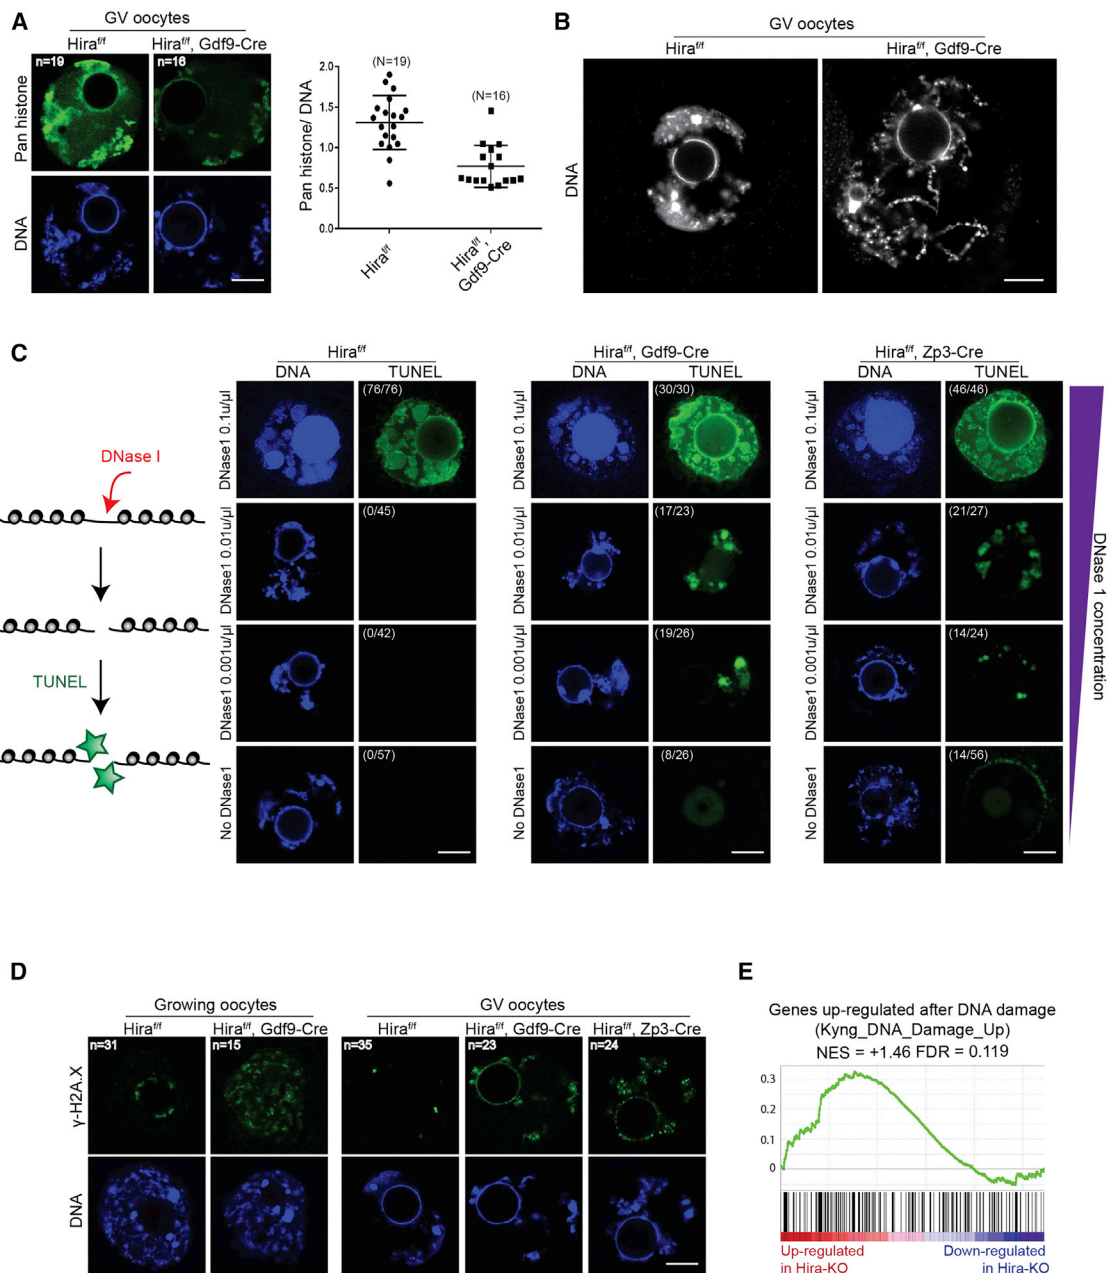 A
GV oocytes
Hira^f/f
Hira^f/f, Gdf9-Cre
n=19
n=16
Pan histone
DNA
Pan histone/ DNA
2.0
1.5
1.0
0.5
0.0
(N=19)
(N=16)
Hira^f/f
Hira^f/f,
Gdf9-Cre
B
GV oocytes
Hira^f/f
Hira^f/f, Gdf9-Cre
DNA
C
DNase I
TUNEL
Hira^f/f
DNA
TUNEL
DNase1 0.1u/µl
(76/76)
DNase1 0.01u/µl
(0/45)
DNase1 0.001u/µl
(0/42)
No DNase1
(0/57)
Hira^f/f, Gdf9-Cre
DNA
TUNEL
DNase1 0.1u/µl
(30/30)
DNase1 0.01u/µl
(17/23)
DNase1 0.001u/µl
(19/26)
No DNase1
(8/26)
Hira^f/f, Zp3-Cre
DNA
TUNEL
DNase1 0.1u/µl
(46/46)
DNase1 0.01u/µl
(21/27)
DNase1 0.001u/µl
(14/24)
No DNase1
(14/56)
DNase 1 concentration
D
Growing oocytes
Hira^f/f
Hira^f/f, Gdf9-Cre
GV oocytes
Hira^f/f
Hira^f/f, Gdf9-Cre
Hira^f/f, Zp3-Cre
n=31
n=15
n=35
n=23
n=24
γ-H2A.X
DNA
E
Genes up-regulated after DNA damage
(Kyng_DNA_Damage_Up)
NES = +1.46 FDR = 0.119
0.3
0.2
0.1
0
Up-regulated
in Hira-KO
Down-regulated
in Hira-KO